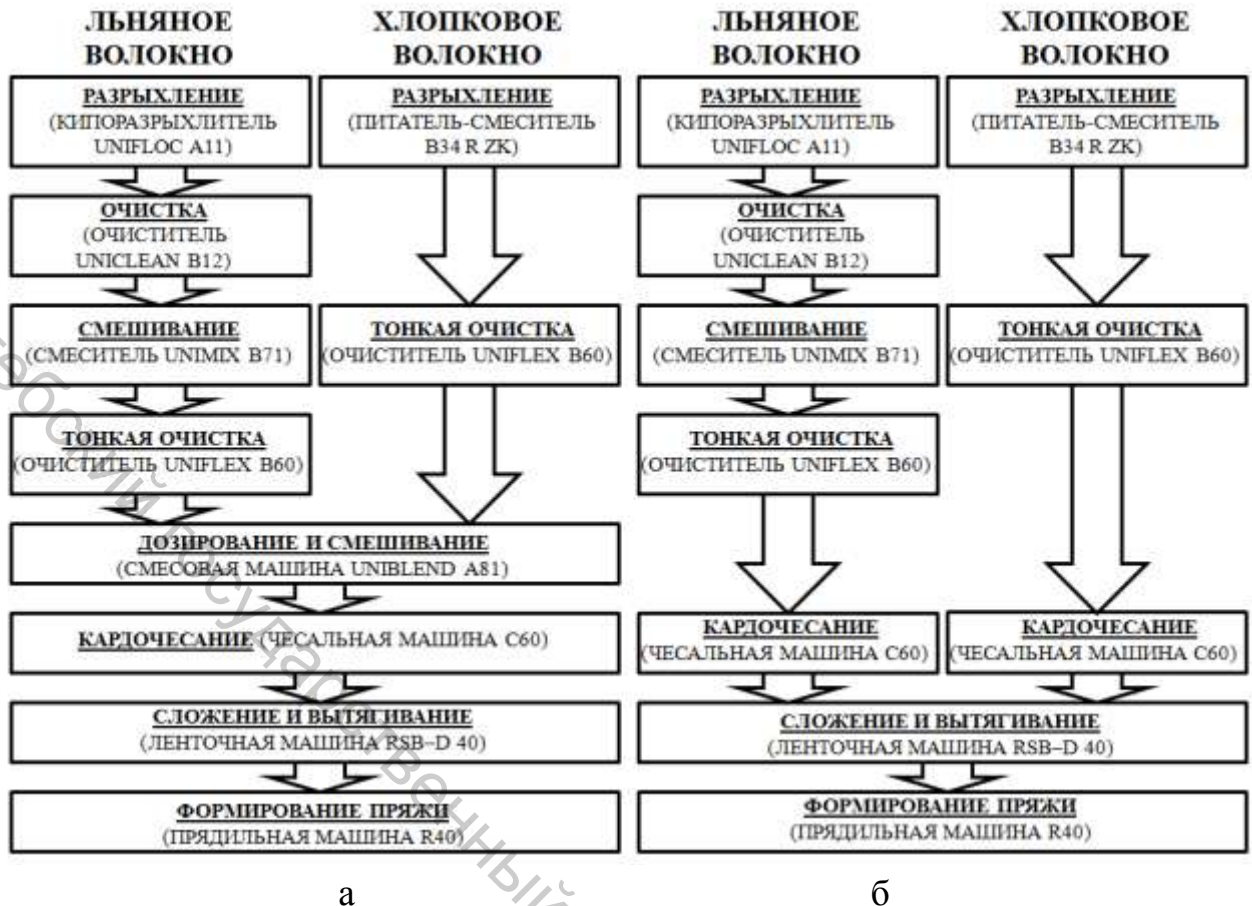 ЛЬНЯНОЕ
ВОЛОКНО
ХЛОПКОВОЕ
ВОЛОКНО
РАЗРЫХЛЕНИЕ
(КИПОРАЗРЫХЛИТЕЛЬ
UNIFLOC A11)
РАЗРЫХЛЕНИЕ
(ПИТАТЕЛЬ-СМЕСИТЕЛЬ
B34 R ZK)
ОЧИСТКА
(ОЧИСТИТЕЛЬ
UNICLEAN B12)
СМЕШИВАНИЕ
(СМЕСИТЕЛЬ UNIMIX B71)
ТОНКАЯ ОЧИСТКА
(ОЧИСТИТЕЛЬ UNIFLEX B60)
ТОНКАЯ ОЧИСТКА
(ОЧИСТИТЕЛЬ UNIFLEX B60)
ДОЗИРОВАНИЕ И СМЕШИВАНИЕ
(СМЕСОВАЯ МАШИНА UNIBLEND A81)
КАРДОЧЕСАНИЕ (ЧЕСАЛЬНАЯ МАШИНА C60)
СЛОЖЕНИЕ И ВЫТЯГИВАНИЕ
(ЛЕНТОЧНАЯ МАШИНА RSB–D 40)
ФОРМИРОВАНИЕ ПРЯЖИ
(ПРЯДИЛЬНАЯ МАШИНА R40)
а
ЛЬНЯНОЕ
ВОЛОКНО
ХЛОПКОВОЕ
ВОЛОКНО
РАЗРЫХЛЕНИЕ
(КИПОРАЗРЫХЛИТЕЛЬ
UNIFLOC A11)
РАЗРЫХЛЕНИЕ
(ПИТАТЕЛЬ-СМЕСИТЕЛЬ
B34 R ZK)
ОЧИСТКА
(ОЧИСТИТЕЛЬ
UNICLEAN B12)
СМЕШИВАНИЕ
(СМЕСИТЕЛЬ UNIMIX B71)
ТОНКАЯ ОЧИСТКА
(ОЧИСТИТЕЛЬ UNIFLEX B60)
ТОНКАЯ ОЧИСТКА
(ОЧИСТИТЕЛЬ UNIFLEX B60)
КАРДОЧЕСАНИЕ
(ЧЕСАЛЬНАЯ МАШИНА C60)
КАРДОЧЕСАНИЕ
(ЧЕСАЛЬНАЯ МАШИНА C60)
СЛОЖЕНИЕ И ВЫТЯГИВАНИЕ
(ЛЕНТОЧНАЯ МАШИНА RSB–D 40)
ФОРМИРОВАНИЕ ПРЯЖИ
(ПРЯДИЛЬНАЯ МАШИНА R40)
б